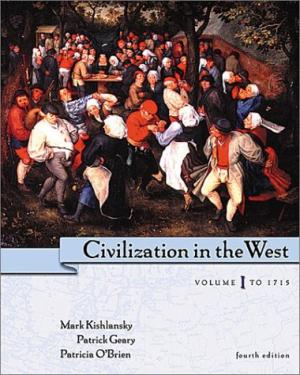 Civilization in the West
VOLUME I TO 1715
Mark Kishlansky
Patrick Geary
Patricia O'Brien
fourth edition